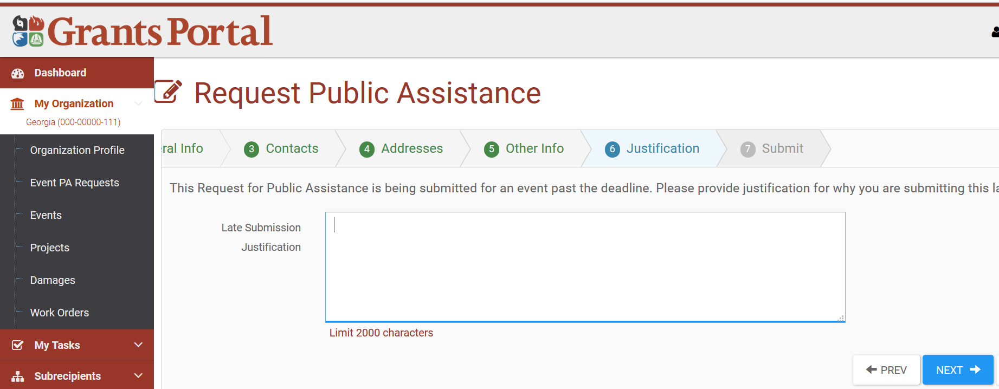 Grants Portal
Dashboard
My Organization
Georgia (000-00000-111)
Organization Profile
Event PA Requests
Events
Projects
Damages
Work Orders
My Tasks
Subrecipients
Request Public Assistance
ral Info
3 Contacts
4 Addresses
5 Other Info
6 Justification
7 Submit
This Request for Public Assistance is being submitted for an event past the deadline. Please provide justification for why you are submitting this la
Late Submission
Justification
Limit 2000 characters
PREV
NEXT